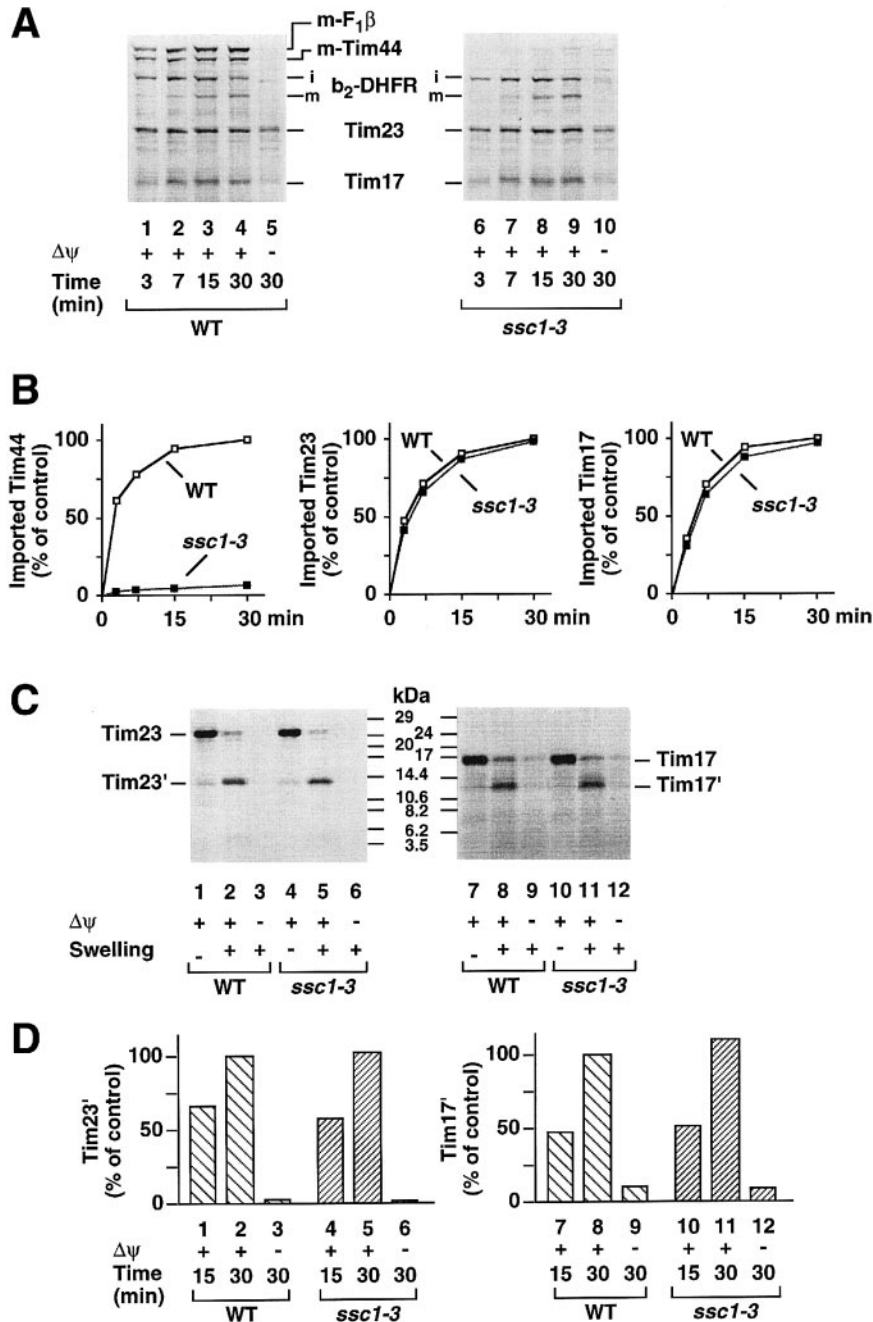 A
m-F₁β
m-Tim44
i
b₂-DHFR
m
Tim23
Tim17
i
m
1 2 3 4 5
6 7 8 9 10
Δψ + + + + -
+ + + + -
Time (min) 3 7 15 30 30
3 7 15 30 30
WT
ssc1-3
B
Imported Tim44 (% of control)
100
50
0
WT
ssc1-3
0 15 30 min
Imported Tim23 (% of control)
100
50
0
WT
ssc1-3
0 15 30 min
Imported Tim17 (% of control)
100
50
0
WT
ssc1-3
0 15 30 min
C
Tim23
Tim23'
kDa
29
24
20
17
14.4
10.6
8.2
6.2
3.5
Tim17
Tim17'
1 2 3 4 5 6
7 8 9 10 11 12
Δψ + + - + + -
+ + - + + -
Swelling - + + - + +
- + + - + +
WT
ssc1-3
WT
ssc1-3
D
Tim23' (% of control)
100
50
0
Tim17' (% of control)
100
50
0
1 2 3 4 5 6
7 8 9 10 11 12
Δψ + + - + + -
+ + - + + -
Time (min) 15 30 30 15 30 30
15 30 30 15 30 30
WT
ssc1-3
WT
ssc1-3